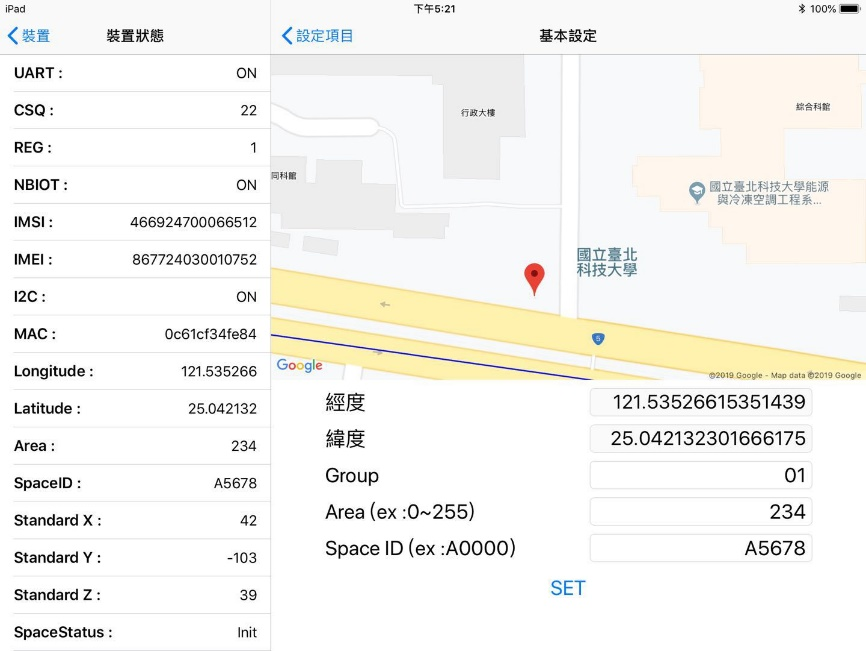 iPad
下午5:21
100%
裝置
裝置狀態
設定項目
基本設定
UART :
ON
CSQ :
22
REG :
1
NBIOT :
ON
IMSI :
466924700066512
IMEI :
867724030010752
I2C :
ON
MAC :
0c61cf34fe84
Longitude :
121.535266
Latitude :
25.042132
Area :
234
SpaceID :
A5678
Standard X :
42
Standard Y :
-103
Standard Z :
39
SpaceStatus :
Init
行政大樓
綜合科館
同科館
國立臺北科技大學能源
與冷凍空調工程系...
國立臺北
科技大學
5
Google
©2019 Google - Map data ©2019 Google
經度
121.53526615351439
緯度
25.042132301666175
Group
01
Area (ex :0~255)
234
Space ID (ex :A0000)
A5678
SET